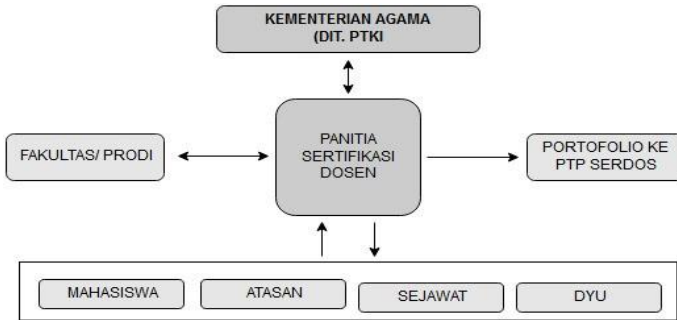 KEMENTERIAN AGAMA
(DIT. PTKI
PANITIA
SERTIFIKASI
DOSEN
FAKULTAS/ PRODI
PORTOFOLIO KE
PTP SERDOS
MAHASISWA
ATASAN
SEJAWAT
DYU